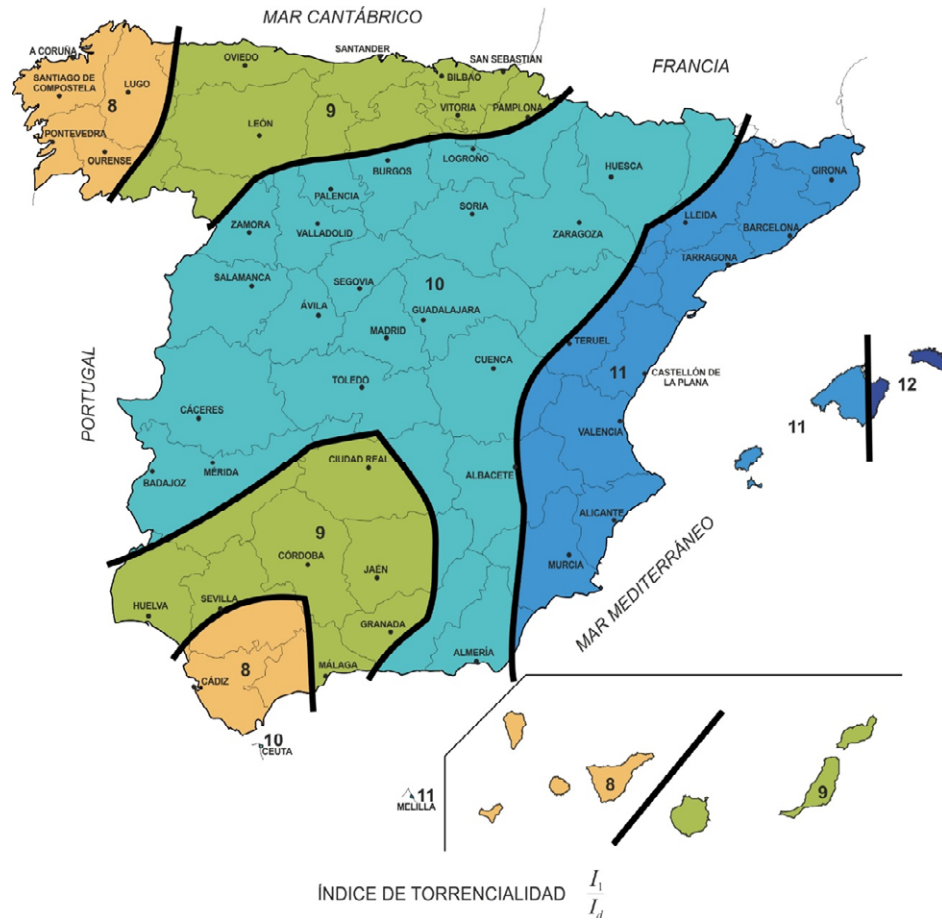 MAR CANTÁBRICO
A CORUÑA
SANTIAGO DE
COMPOSTELA
LUGO
8
PONTEVEDRA
OURENSE
OVIEDO
SANTANDER
SAN SEBASTIÁN
BILBAO
FRANCIA
9
LEÓN
VITORIA
PAMPLONA
LOGROÑO
BURGOS
HUESCA
GIRONA
PALENCIA
SORIA
LLEIDA
ZAMORA
VALLADOLID
ZARAGOZA
BARCELONA
TARRAGONA
SALAMANCA
SEGOVIA
10
ÁVILA
GUADALAJARA
MADRID
TERUEL
CUENCA
11
CASTELLÓN DE
LA PLANA
PORTUGAL
TOLEDO
CÁCERES
VALENCIA
11
12
CIUDAD REAL
MÉRIDA
BADAJOZ
ALBACETE
ALICANTE
9
CÓRDOBA
MURCIA
JAÉN
HUELVA
SEVILLA
GRANADA
MAR MEDITERRÁNEO
ALMERÍA
8
MÁLAGA
CÁDIZ
10
CEUTA
11
MELILLA
8
9
ÍNDICE DE TORRENCIALIDAD I₁/I_d